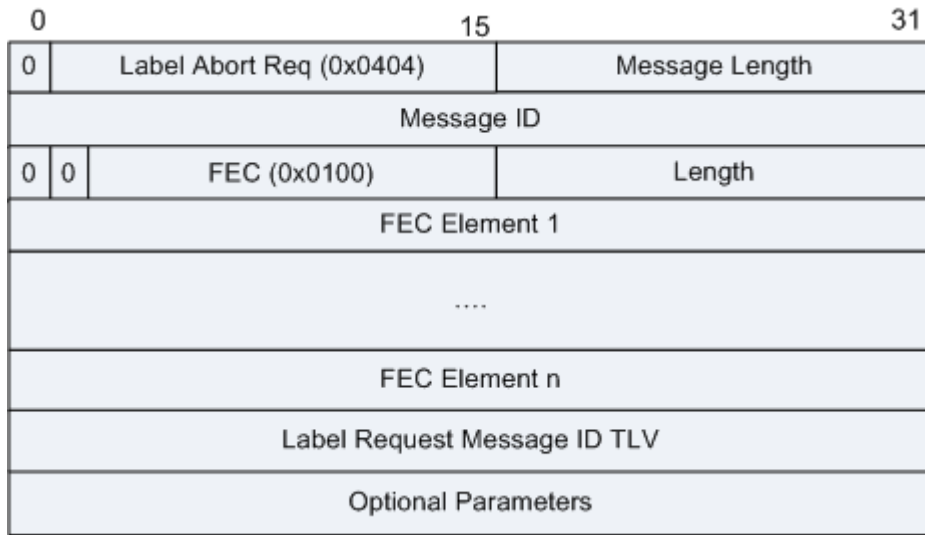 0 15 31
0 Label Abort Req (0x0404) Message Length
Message ID
0 0 FEC (0x0100) Length
FEC Element 1
....
FEC Element n
Label Request Message ID TLV
Optional Parameters